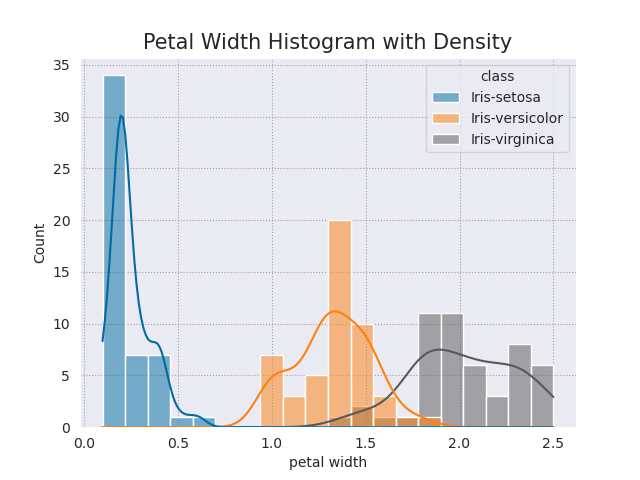 Petal Width Histogram with Density
class
Iris-setosa
Iris-versicolor
Iris-virginica
Count
35
30
25
20
15
10
5
0
0.0 0.5 1.0 1.5 2.0 2.5
petal width